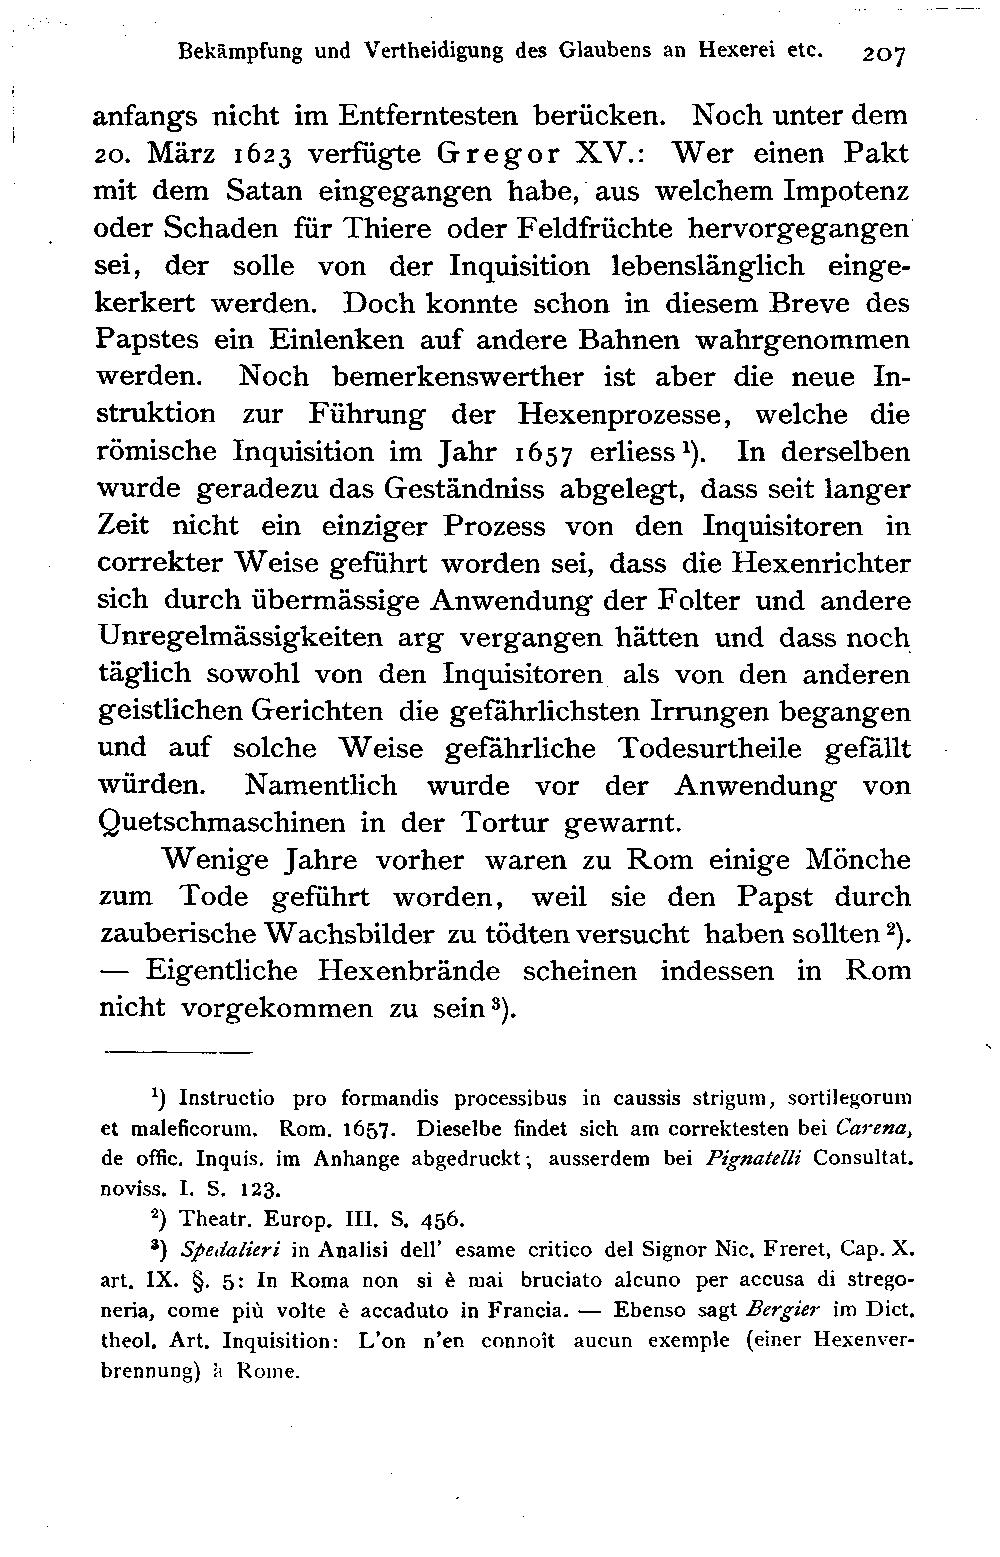 Bekämpfung und Vertheidigung des Glaubens an Hexerei etc. 207
anfangs nicht im Entferntesten berücken. Noch unter dem
20. März 1623 verfügte Gregor XV.: Wer einen Pakt
mit dem Satan eingegangen habe, aus welchem Impotenz
oder Schaden für Thiere oder Feldfrüchte hervorgegangen
sei, der solle von der Inquisition lebenslänglich einge-
kerkert werden. Doch konnte schon in diesem Breve des
Papstes ein Einlenken auf andere Bahnen wahrgenommen
werden. Noch bemerkenswerther ist aber die neue In-
struktion zur Führung der Hexenprozesse, welche die
römische Inquisition im Jahr 1657 erliess ¹). In derselben
wurde geradezu das Geständniss abgelegt, dass seit langer
Zeit nicht ein einziger Prozess von den Inquisitoren in
correkter Weise geführt worden sei, dass die Hexenrichter
sich durch übermässige Anwendung der Folter und andere
Unregelmässigkeiten arg vergangen hätten und dass noch
täglich sowohl von den Inquisitoren als von den anderen
geistlichen Gerichten die gefährlichsten Irrungen begangen
und auf solche Weise gefährliche Todesurtheile gefällt
würden. Namentlich wurde vor der Anwendung von
Quetschmaschinen in der Tortur gewarnt.
Wenige Jahre vorher waren zu Rom einige Mönche
zum Tode geführt worden, weil sie den Papst durch
zauberische Wachsbilder zu tödten versucht haben sollten ²).
— Eigentliche Hexenbrände scheinen indessen in Rom
nicht vorgekommen zu sein ³).
¹) Instructio pro formandis processibus in caussis strigum, sortilegorum
et maleficorum. Rom. 1657. Dieselbe findet sich am correktesten bei Carena,
de offic. Inquis. im Anhange abgedruckt; ausserdem bei Pignatelli Consultat.
noviss. I. S. 123.
²) Theatr. Europ. III. S. 456.
³) Spedalieri in Analisi dell' esame critico del Signor Nic. Freret, Cap. X.
art. IX. §. 5: In Roma non si è mai bruciato alcuno per accusa di strego-
neria, come più volte è accaduto in Francia. — Ebenso sagt Bergier im Dict.
theol. Art. Inquisition: L'on n'en connoît aucun exemple (einer Hexenver-
brennung) à Rome.